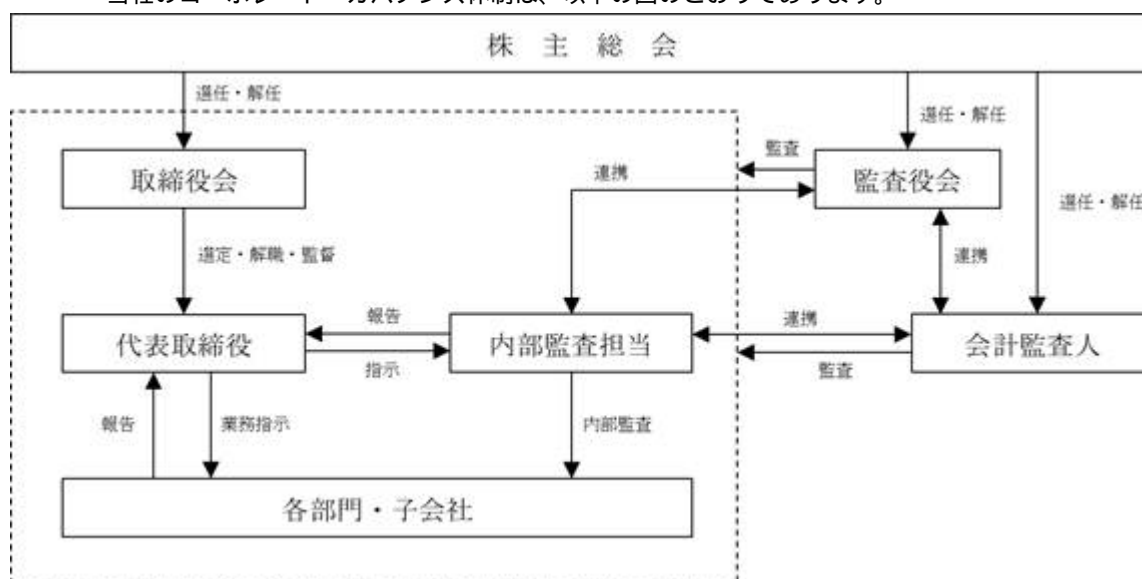 当社のコーポレート・ガバナンス体制は、以下の図のとおりであります。
株主総会
選任・解任
選任・解任
選任・解任
取締役会
監査
監査役会
連携
選定・解職・監督
連携
代表取締役
報告
指示
内部監査担当
連携
監査
会計監査人
報告
業務指示
内部監査
各部門・子会社